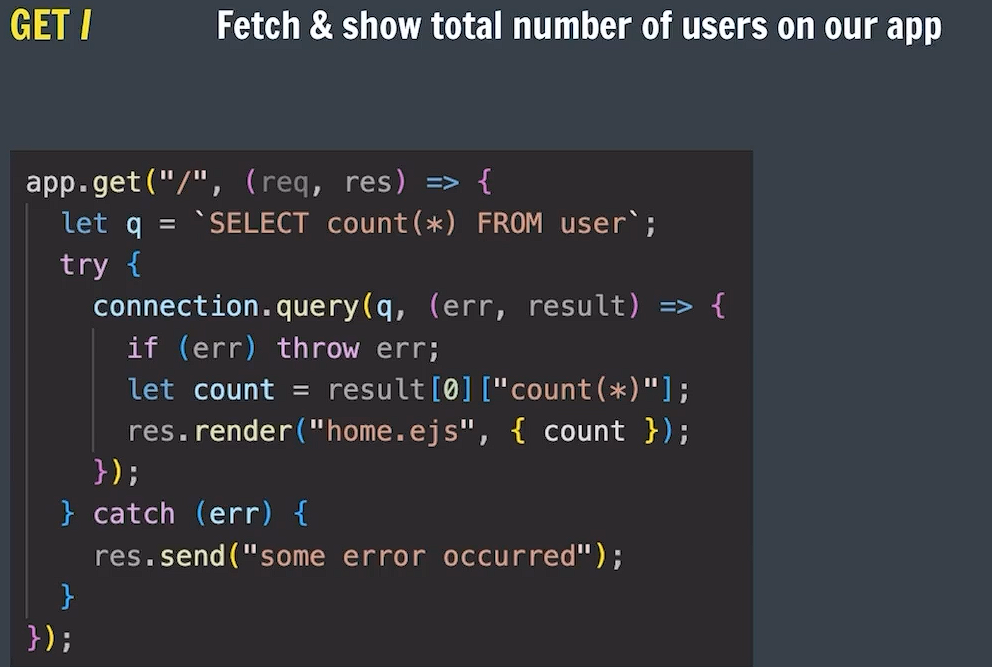 GET /
Fetch & show total number of users on our app
app.get("/", (req, res) => {
  let q = `SELECT count(*) FROM user`;
  try {
    connection.query(q, (err, result) => {
      if (err) throw err;
      let count = result[0]["count(*)"];
      res.render("home.ejs", { count });
    });
  } catch (err) {
    res.send("some error occurred");
  }
});